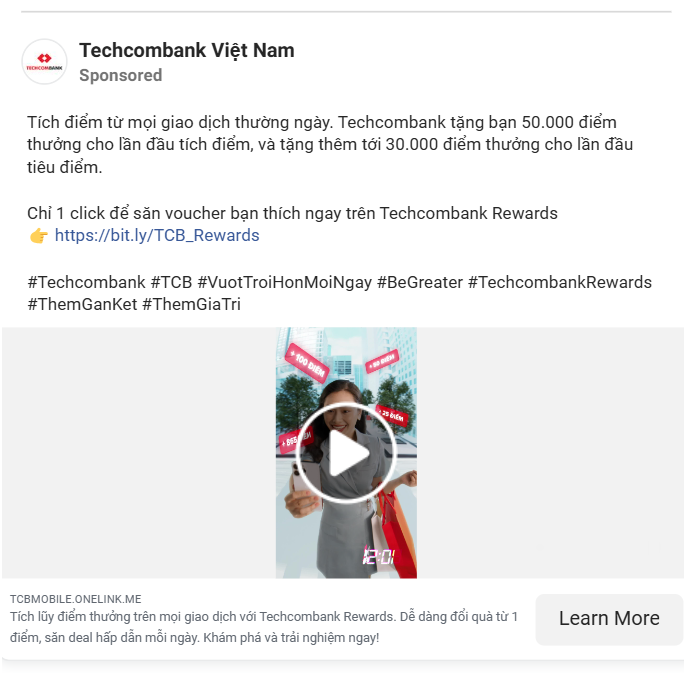 TECHCOMBANK
Techcombank Việt Nam
Sponsored
Tích điểm từ mọi giao dịch thường ngày. Techcombank tặng bạn 50.000 điểm
thưởng cho lần đầu tích điểm, và tặng thêm tới 30.000 điểm thưởng cho lần đầu
tiêu điểm.
Chỉ 1 click để săn voucher bạn thích ngay trên Techcombank Rewards
👉 https://bit.ly/TCB_Rewards
#Techcombank #TCB #VuotTroiHonMoiNgay #BeGreater #TechcombankRewards
#ThemGanKet #ThemGiaTri
+ 100 ĐIỂM
+ 50 ĐIỂM
+ 25 ĐIỂM
12:01
TCBMOBILE.ONELINK.ME
Tích lũy điểm thưởng trên mọi giao dịch với Techcombank Rewards. Dễ dàng đổi quà từ 1
điểm, săn deal hấp dẫn mỗi ngày. Khám phá và trải nghiệm ngay!
Learn More